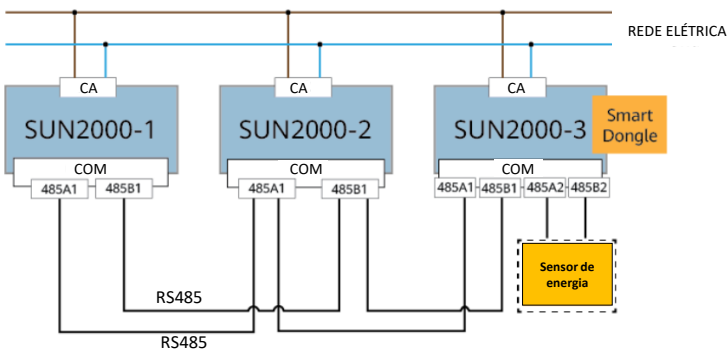 REDE ELÉTRICA
CA
CA
CA
SUN2000-1
SUN2000-2
SUN2000-3
Smart
Dongle
COM
COM
COM
485A1
485B1
485A1
485B1
485A1
485B1
485A2
485B2
Sensor de
energia
RS485
RS485